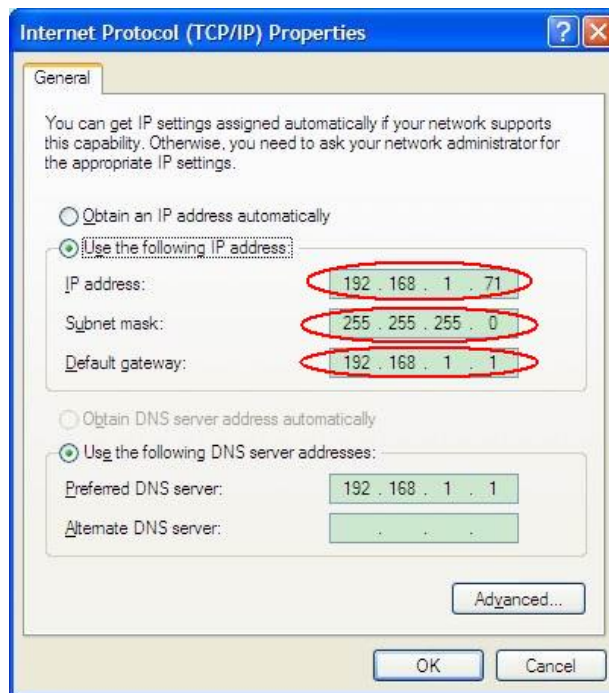 Internet Protocol (TCP/IP) Properties
General
You can get IP settings assigned automatically if your network supports
this capability. Otherwise, you need to ask your network administrator for
the appropriate IP settings.
Obtain an IP address automatically
Use the following IP address:
IP address: 192 . 168 . 1 . 71
Subnet mask: 255 . 255 . 255 . 0
Default gateway: 192 . 168 . 1 . 1
Obtain DNS server address automatically
Use the following DNS server addresses:
Preferred DNS server: 192 . 168 . 1 . 1
Alternate DNS server: . . .
Advanced...
OK Cancel